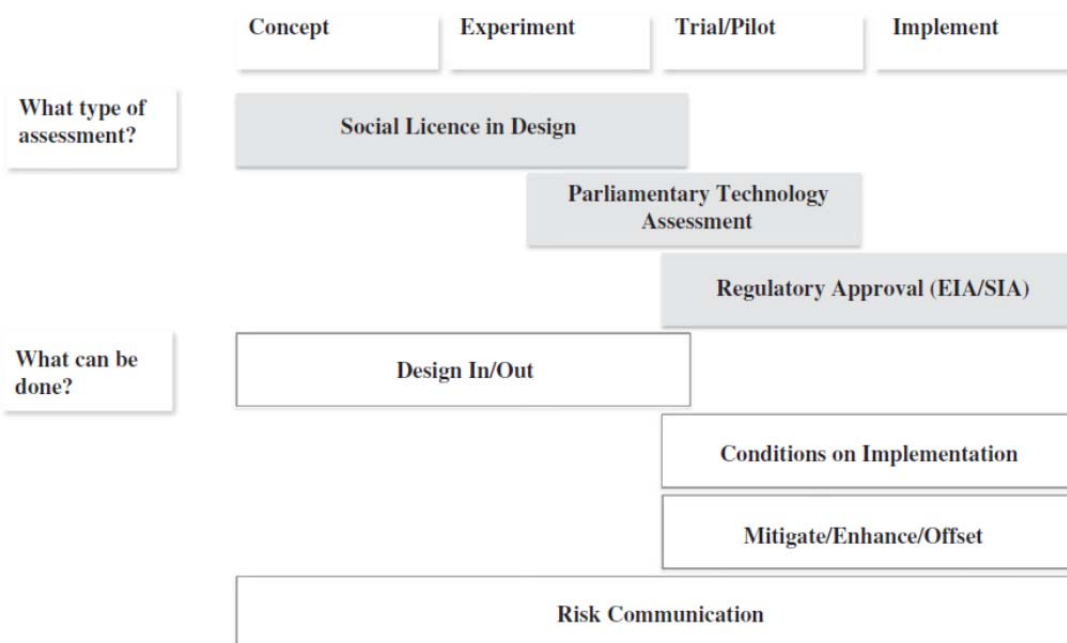 Concept
Experiment
Trial/Pilot
Implement
What type of
assessment?
Social Licence in Design
Parliamentary Technology
Assessment
Regulatory Approval (EIA/SIA)
What can be
done?
Design In/Out
Conditions on Implementation
Mitigate/Enhance/Offset
Risk Communication